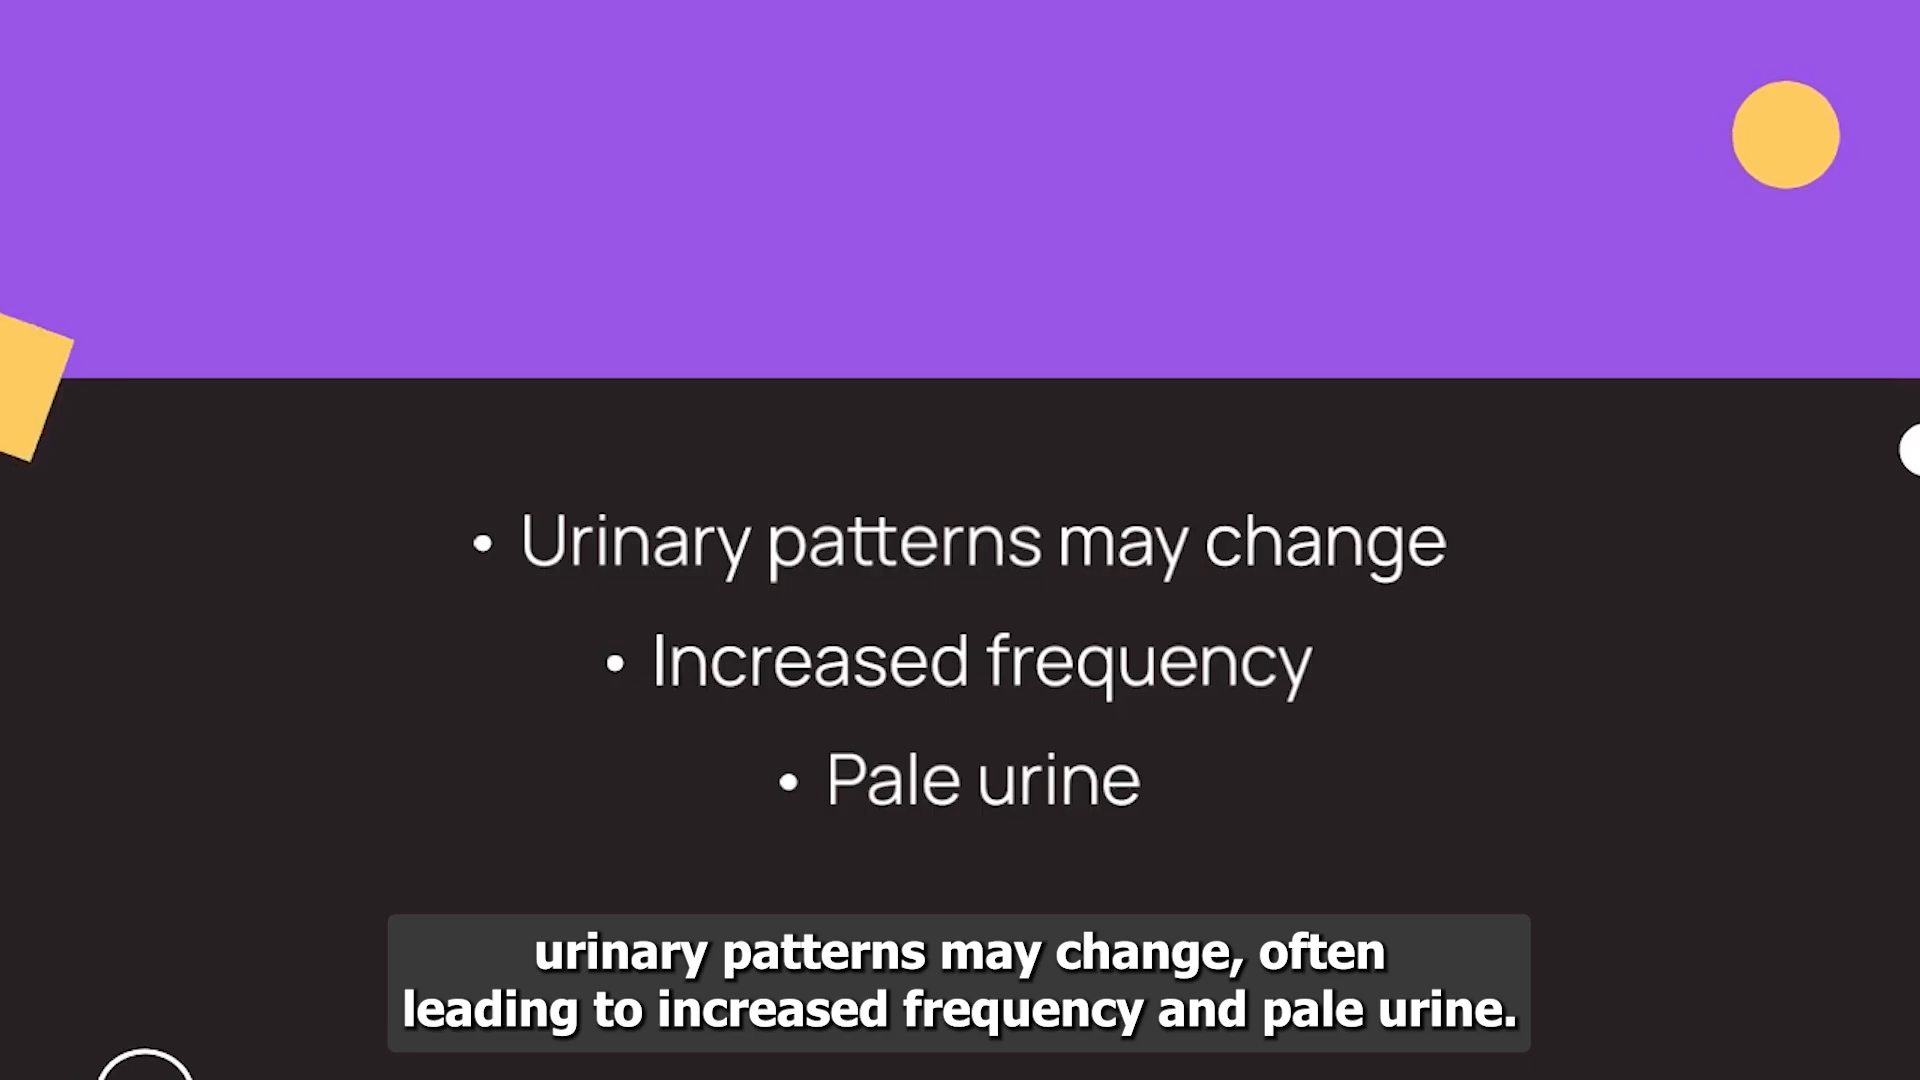 • Urinary patterns may change
• Increased frequency
• Pale urine
urinary patterns may change, often
leading to increased frequency and pale urine.